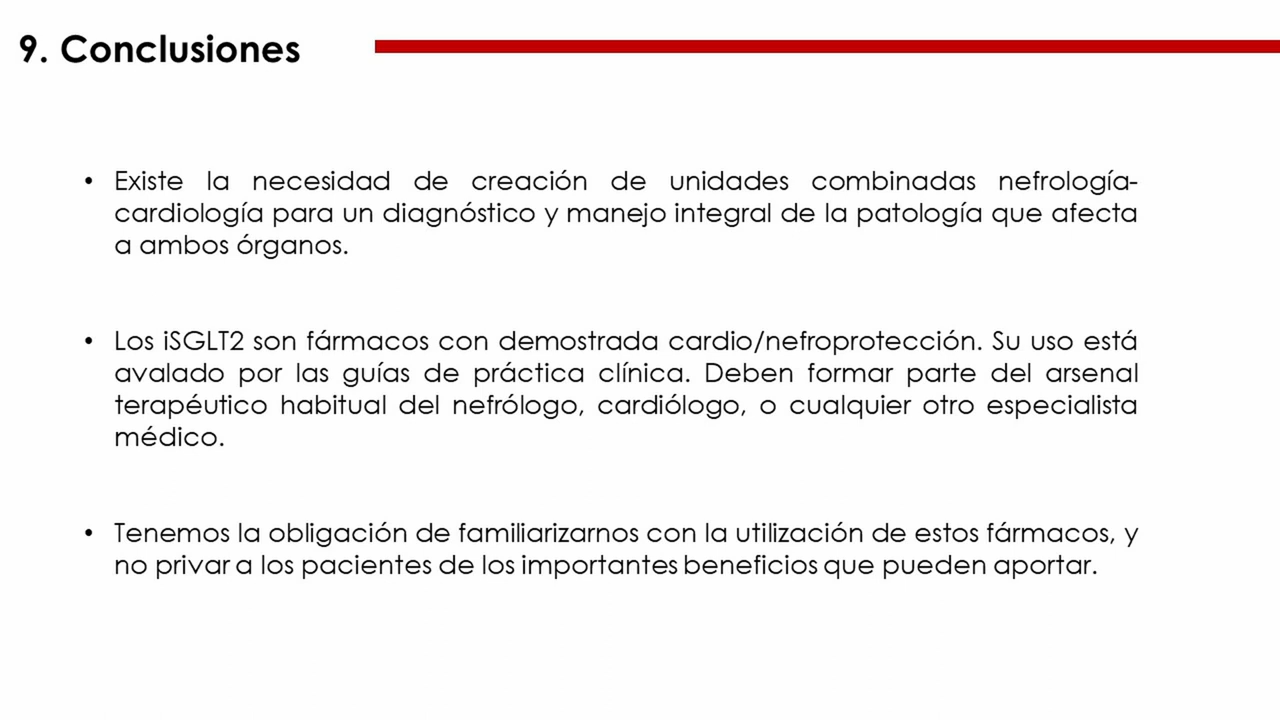 9. Conclusiones
• Existe la necesidad de creación de unidades combinadas nefrología-
cardiología para un diagnóstico y manejo integral de la patología que afecta
a ambos órganos.
• Los iSGLT2 son fármacos con demostrada cardio/nefroprotección. Su uso está
avalado por las guías de práctica clínica. Deben formar parte del arsenal
terapéutico habitual del nefrólogo, cardiólogo, o cualquier otro especialista
médico.
• Tenemos la obligación de familiarizarnos con la utilización de estos fármacos, y
no privar a los pacientes de los importantes beneficios que pueden aportar.